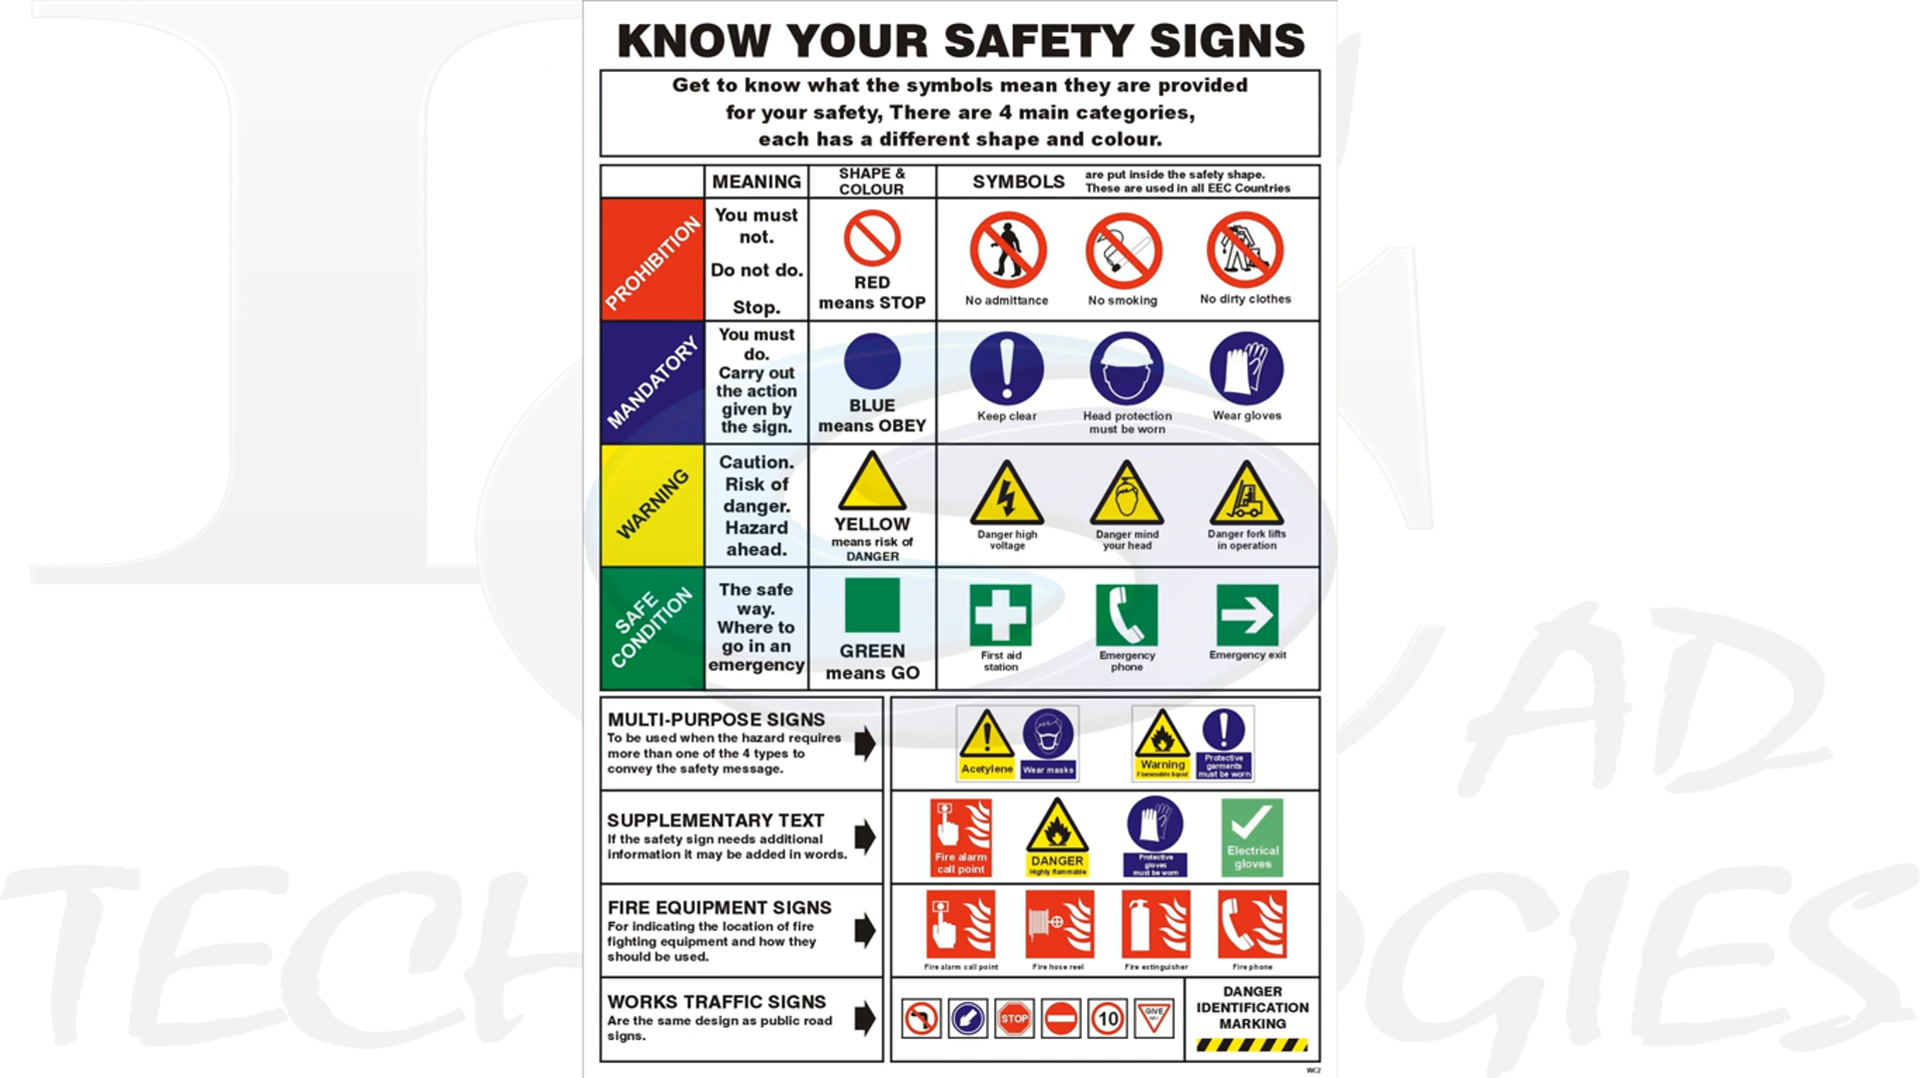 KNOW YOUR SAFETY SIGNS
Get to know what the symbols mean they are provided
for your safety, There are 4 main categories,
each has a different shape and colour.
MEANING
SHAPE &
COLOUR
SYMBOLS
are put inside the safety shape.
These are used in all EEC Countries
PROHIBITION
You must
not.
Do not do.
Stop.
RED
means STOP
No admittance
No smoking
No dirty clothes
MANDATORY
You must
do.
Carry out
the action
given by
the sign.
BLUE
means OBEY
Keep clear
Head protection
must be worn
Wear gloves
WARNING
Caution.
Risk of
danger.
Hazard
ahead.
YELLOW
means risk of
DANGER
Danger high
voltage
Danger mind
your head
Danger fork lifts
in operation
SAFE
CONDITION
The safe
way.
Where to
go in an
emergency
GREEN
means GO
First aid
station
Emergency
phone
Emergency exit
MULTI-PURPOSE SIGNS
To be used when the hazard requires
more than one of the 4 types to
convey the safety message.
Acetylene
Wear masks
Warning
Flammable liquid
Protective
garments
must be worn
SUPPLEMENTARY TEXT
If the safety sign needs additional
information it may be added in words.
Fire alarm
call point
DANGER
Highly flammable
Protective
gloves
must be worn
Electrical
gloves
FIRE EQUIPMENT SIGNS
For indicating the location of fire
fighting equipment and how they
should be used.
Fire alarm call point
Fire hose reel
Fire extinguisher
Fire phone
WORKS TRAFFIC SIGNS
Are the same design as public road
signs.
STOP
10
GIVE
WAY
DANGER
IDENTIFICATION
MARKING
WC2